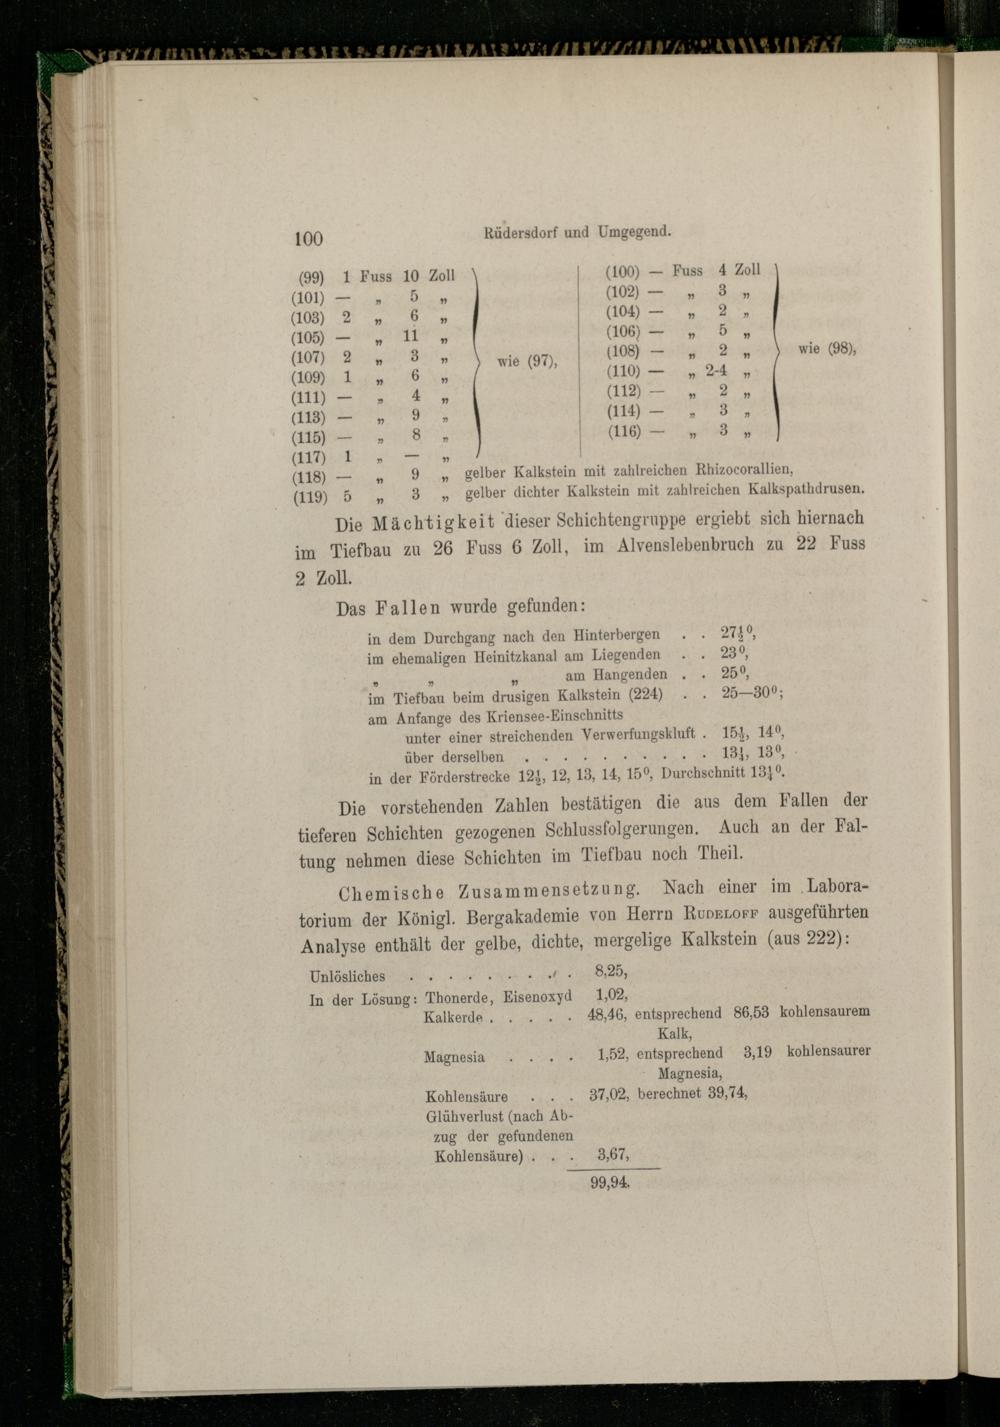 100 Rüdersdorf und Umgegend.
(99) 1 Fuss 10 Zoll (100) — Fuss 4 Zoll
(101) — „ 5 „ (102) — „ 3 „
(103) 2 „ 6 „ (104) — „ 2 „
(105) — „ 11 „ (106) — „ 5 „
(107) 2 „ 3 „ wie (97), (108) — „ 2 „ wie (98),
(109) 1 „ 6 „ (110) — „ 2-4 „
(111) — „ 4 „ (112) — „ 2 „
(113) — „ 9 „ (114) — „ 3 „
(115) — „ 8 „ (116) — „ 3 „
(117) 1 „ — „
(118) — „ 9 „ gelber Kalkstein mit zahlreichen Rhizocorallien,
(119) 5 „ 3 „ gelber dichter Kalkstein mit zahlreichen Kalkspathdrusen.
Die Mächtigkeit dieser Schichtengruppe ergiebt sich hiernach
im Tiefbau zu 26 Fuss 6 Zoll, im Alvenslebenbruch zu 22 Fuss
2 Zoll.
Das Fallen wurde gefunden:
in dem Durchgang nach den Hinterbergen . . 27½⁰,
im ehemaligen Heinitzkanal am Liegenden . . 23⁰,
„ „ „ am Hangenden . . 25⁰,
im Tiefbau beim drusigen Kalkstein (224) . . 25—30⁰;
am Anfange des Kriensee-Einschnitts
unter einer streichenden Verwerfungskluft . 15½, 14⁰,
über derselben . . . . . . . . . . 13½, 13⁰,
in der Förderstrecke 12½, 12, 13, 14, 15⁰, Durchschnitt 13¼⁰.
Die vorstehenden Zahlen bestätigen die aus dem Fallen der
tieferen Schichten gezogenen Schlussfolgerungen. Auch an der Fal-
tung nehmen diese Schichten im Tiefbau noch Theil.
Chemische Zusammensetzung. Nach einer im Labora-
torium der Königl. Bergakademie von Herrn RUDELOFF ausgeführten
Analyse enthält der gelbe, dichte, mergelige Kalkstein (aus 222):
Unlösliches . . . . . . . . . 8,25,
In der Lösung: Thonerde, Eisenoxyd 1,02,
Kalkerde . . . . . 48,46, entsprechend 86,53 kohlensaurem
Kalk,
Magnesia . . . . 1,52, entsprechend 3,19 kohlensaurer
Magnesia,
Kohlensäure . . . 37,02, berechnet 39,74,
Glühverlust (nach Ab-
zug der gefundenen
Kohlensäure) . . . 3,67,
99,94.